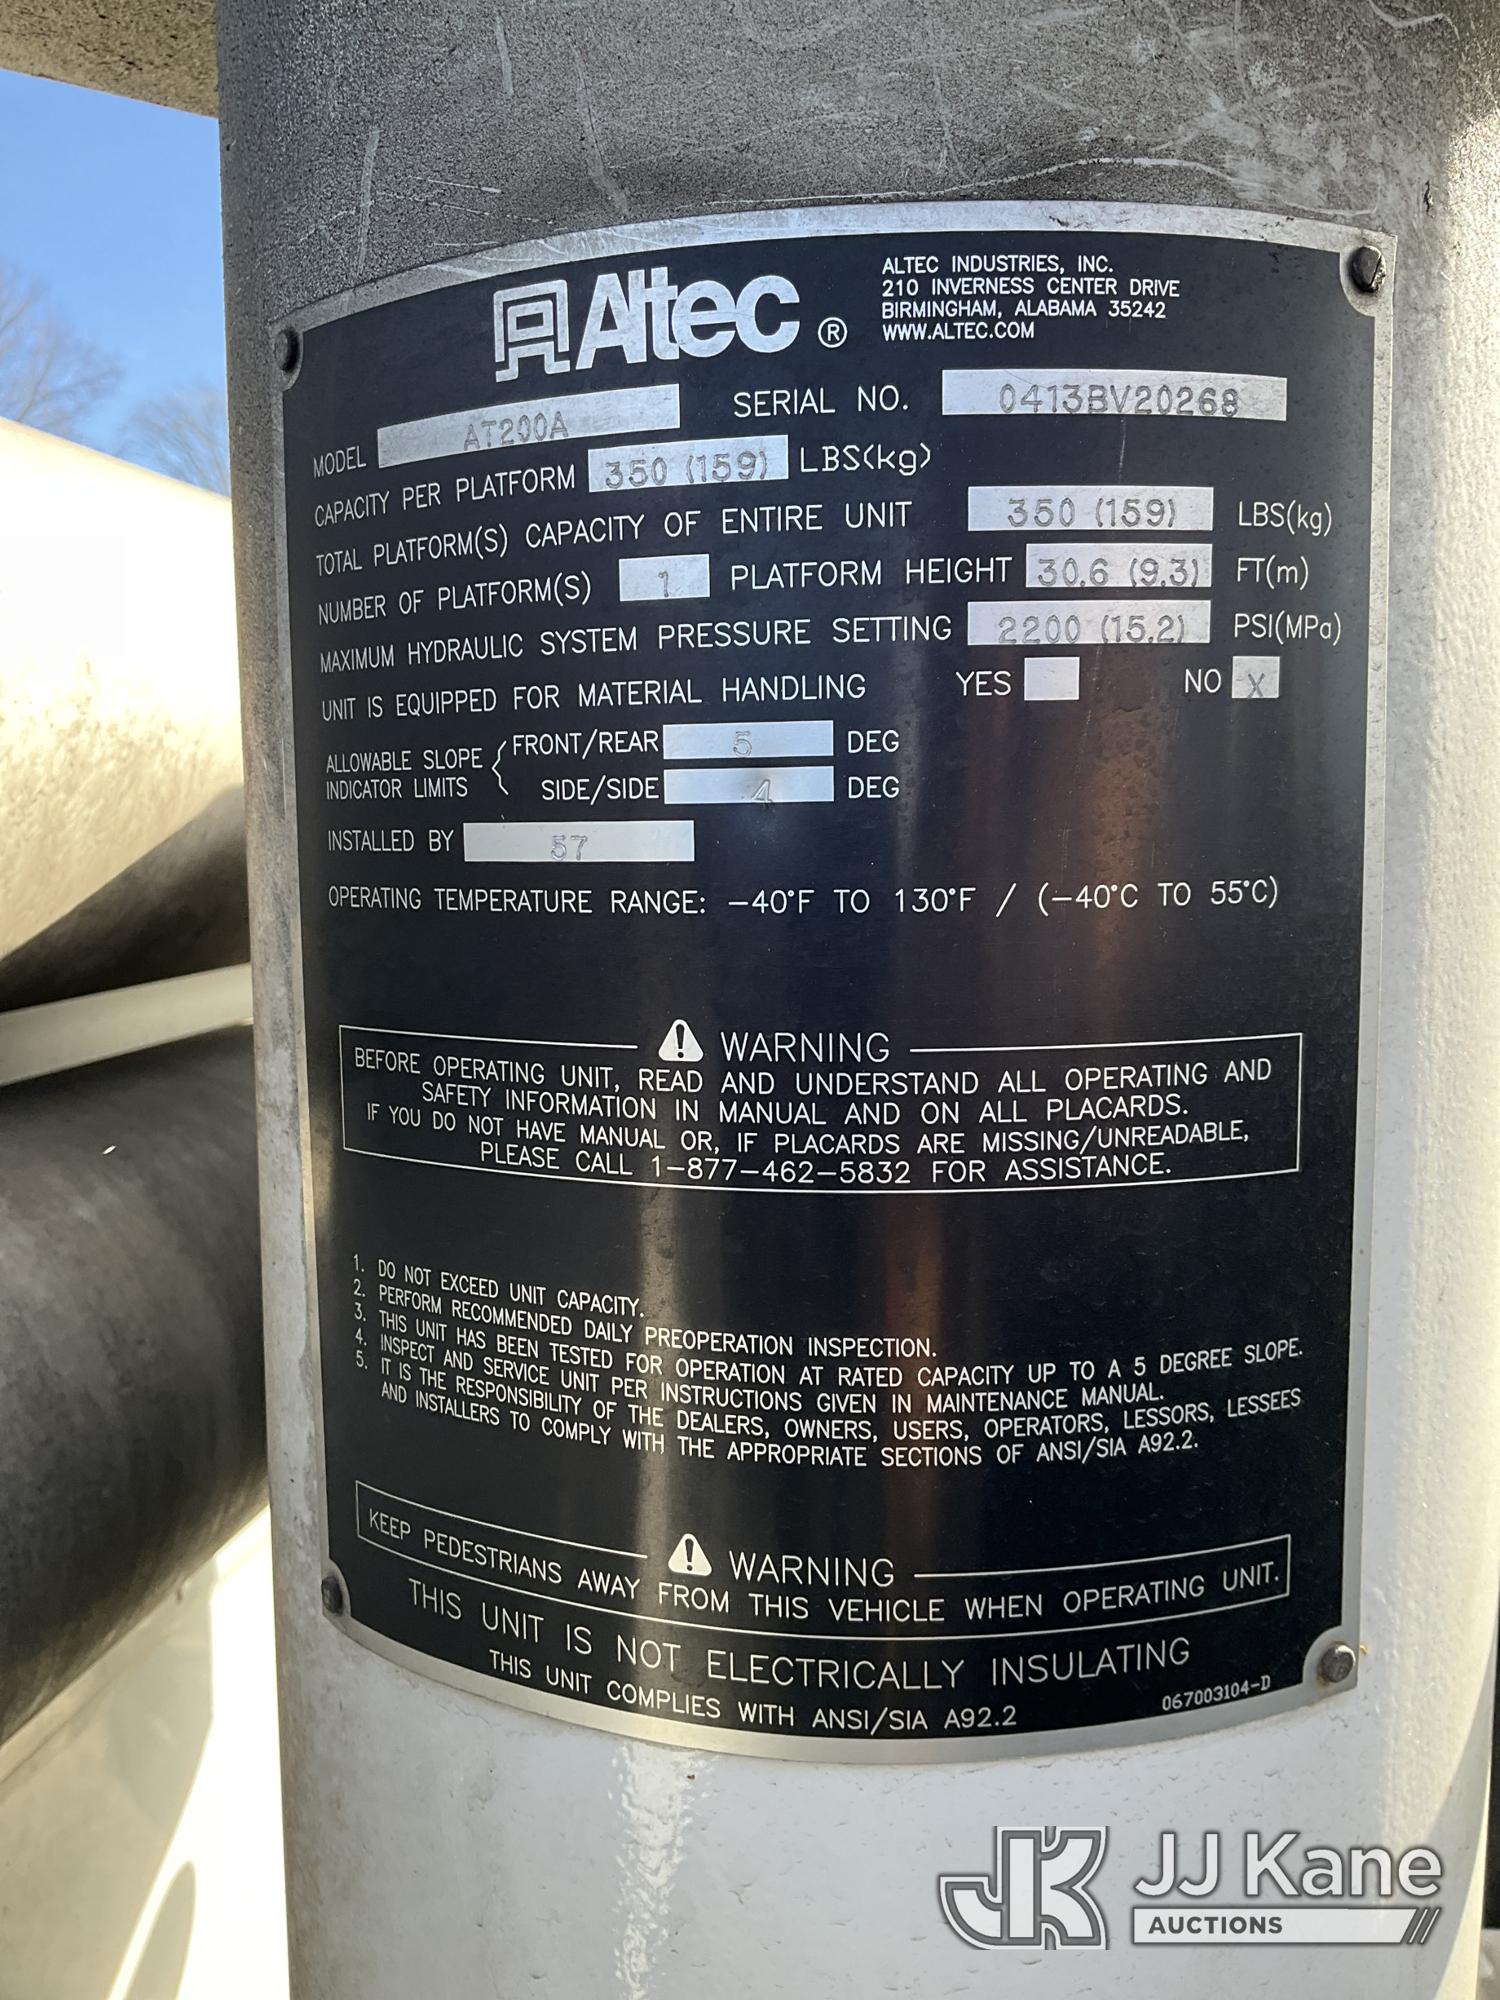 Altec ®
ALTEC INDUSTRIES, INC.
210 INVERNESS CENTER DRIVE
BIRMINGHAM, ALABAMA 35242
WWW.ALTEC.COM
MODEL AT200A SERIAL NO. 0413BV20268
CAPACITY PER PLATFORM 350 (159) LBS(kg)
TOTAL PLATFORM(S) CAPACITY OF ENTIRE UNIT 350 (159) LBS(kg)
NUMBER OF PLATFORM(S) 1 PLATFORM HEIGHT 30.6 (9.3) FT(m)
MAXIMUM HYDRAULIC SYSTEM PRESSURE SETTING 2200 (15.2) PSI(MPa)
UNIT IS EQUIPPED FOR MATERIAL HANDLING YES NO X
ALLOWABLE SLOPE INDICATOR LIMITS
FRONT/REAR 5 DEG
SIDE/SIDE 4 DEG
INSTALLED BY 57
OPERATING TEMPERATURE RANGE: -40°F TO 130°F / (-40°C TO 55°C)
WARNING
BEFORE OPERATING UNIT, READ AND UNDERSTAND ALL OPERATING AND
SAFETY INFORMATION IN MANUAL AND ON ALL PLACARDS.
IF YOU DO NOT HAVE MANUAL OR, IF PLACARDS ARE MISSING/UNREADABLE,
PLEASE CALL 1-877-462-5832 FOR ASSISTANCE.
1. DO NOT EXCEED UNIT CAPACITY.
2. PERFORM RECOMMENDED DAILY PREOPERATION INSPECTION.
3. THIS UNIT HAS BEEN TESTED FOR OPERATION AT RATED CAPACITY UP TO A 5 DEGREE SLOPE.
4. INSPECT AND SERVICE UNIT PER INSTRUCTIONS GIVEN IN MAINTENANCE MANUAL.
5. IT IS THE RESPONSIBILITY OF THE DEALERS, OWNERS, USERS, OPERATORS, LESSORS, LESSEES
AND INSTALLERS TO COMPLY WITH THE APPROPRIATE SECTIONS OF ANSI/SIA A92.2.
WARNING
KEEP PEDESTRIANS AWAY FROM THIS VEHICLE WHEN OPERATING UNIT.
THIS UNIT IS NOT ELECTRICALLY INSULATING
THIS UNIT COMPLIES WITH ANSI/SIA A92.2
067003104-D
JK JJ Kane
AUCTIONS